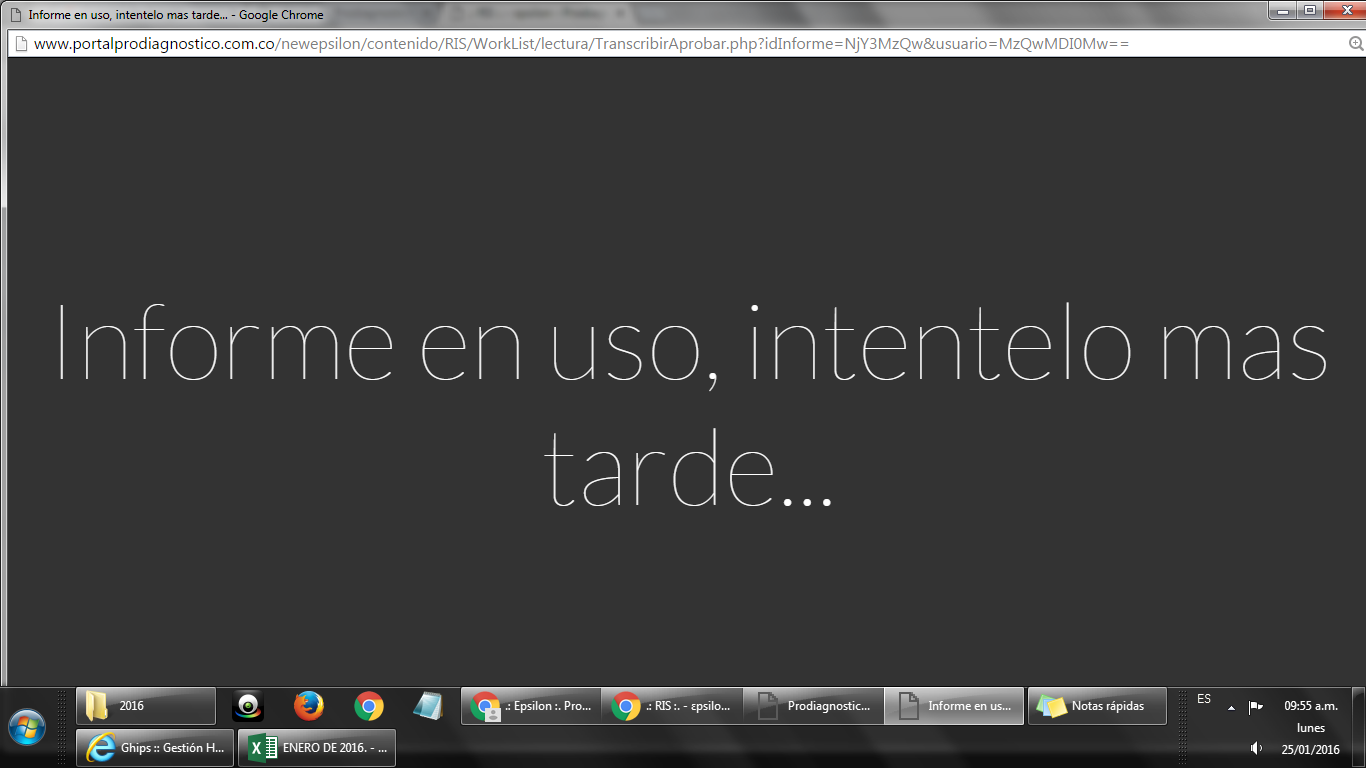 Informe en uso, intentelo mas tarde... - Google Chrome
www.portalprodiagnostico.com.co/newepsilon/contenido/RIS/WorkList/lectura/TranscribirAprobar.php?idInforme=NjY3MzQw&usuario=MzQwMDI0Mw==
Informe en uso, intentelo mas
tarde...
2016
.: Epsilon :. Pro...
.: RIS :. - epsilo...
Prodiagnostic...
Informe en us...
Notas rápidas
ES
09:55 a.m.
lunes
25/01/2016
Ghips :: Gestión H...
ENERO DE 2016. - ...